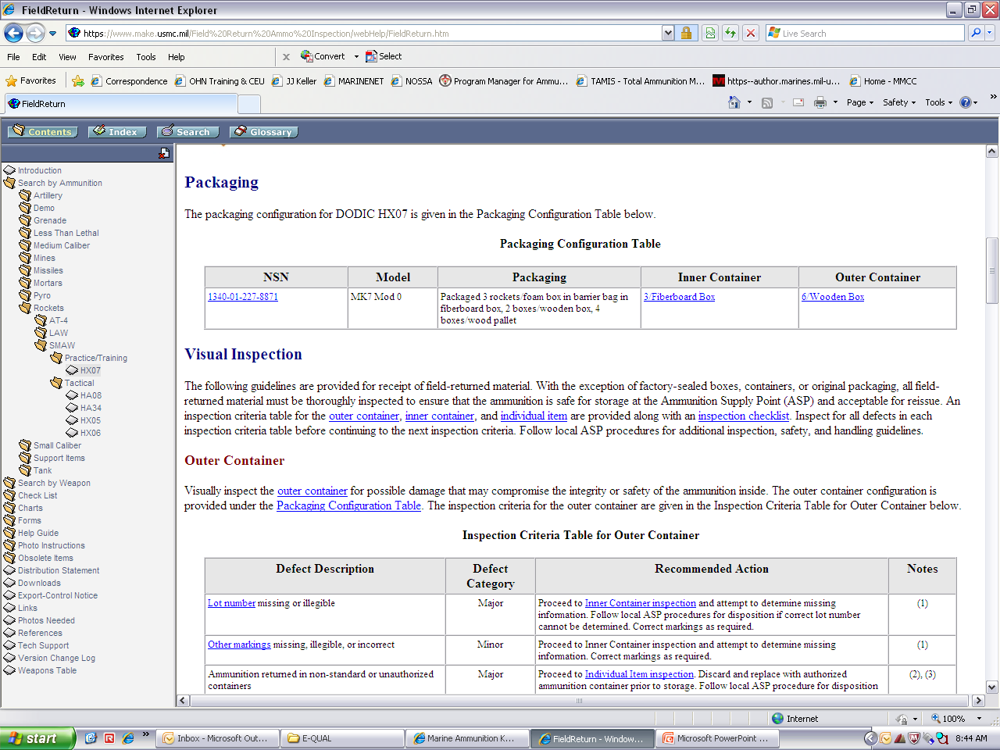 FieldReturn - Windows Internet Explorer
https://www.make.usmc.mil/Field%20Return%20Ammo%20Inspection/webHelp/FieldReturn.htm
Live Search
File Edit View Favorites Tools Help
Convert Select
Favorites Correspondence OHN Training & CEU JJ Keller MARINENET NOSSA Program Manager for Ammu... TAMIS - Total Ammunition M... https--author.marines.mil-u... Home - MMCC
FieldReturn
Page Safety Tools
Contents Index Search Glossary
Introduction
Search by Ammunition
Artillery
Demo
Grenade
Less Than Lethal
Medium Caliber
Mines
Missiles
Mortars
Pyro
Rockets
AT-4
LAW
SMAW
Practice/Training
HX07
Tactical
HA08
HA34
HX05
HX06
Small Caliber
Support Items
Tank
Search by Weapon
Check List
Charts
Forms
Help Guide
Photo Instructions
Obsolete Items
Distribution Statement
Downloads
Export-Control Notice
Links
Photos Needed
References
Tech Support
Version Change Log
Weapons Table
Packaging
The packaging configuration for DODIC HX07 is given in the Packaging Configuration Table below.
Packaging Configuration Table
NSN Model Packaging Inner Container Outer Container
1340-01-227-8871 MK7 Mod 0 Packaged 3 rockets/foam box in barrier bag in 3/Fiberboard Box 6/Wooden Box
fiberboard box, 2 boxes/wooden box, 4
boxes/wood pallet
Visual Inspection
The following guidelines are provided for receipt of field-returned material. With the exception of factory-sealed boxes, containers, or original packaging, all field-
returned material must be thoroughly inspected to ensure that the ammunition is safe for storage at the Ammunition Supply Point (ASP) and acceptable for reissue. An
inspection criteria table for the outer container, inner container, and individual item are provided along with an inspection checklist. Inspect for all defects in each
inspection criteria table before continuing to the next inspection criteria. Follow local ASP procedures for additional inspection, safety, and handling guidelines.
Outer Container
Visually inspect the outer container for possible damage that may compromise the integrity or safety of the ammunition inside. The outer container configuration is
provided under the Packaging Configuration Table. The inspection criteria for the outer container are given in the Inspection Criteria Table for Outer Container below.
Inspection Criteria Table for Outer Container
Defect Description Defect Recommended Action Notes
Category
Lot number missing or illegible Major Proceed to Inner Container inspection and attempt to determine missing (1)
information. Follow local ASP procedures for disposition if correct lot number
cannot be determined. Correct markings as required.
Other markings missing, illegible, or incorrect Minor Proceed to Inner Container inspection and attempt to determine missing (1)
information. Correct markings as required.
Ammunition returned in non-standard or unauthorized Major Proceed to Individual Item inspection. Discard and replace with authorized (2), (3)
containers ammunition container prior to storage. Follow local ASP procedure for disposition
Internet 100%
start Inbox - Microsoft Out... E-QUAL Marine Ammunition K... FieldReturn - Window... Microsoft PowerPoint ... 8:44 AM